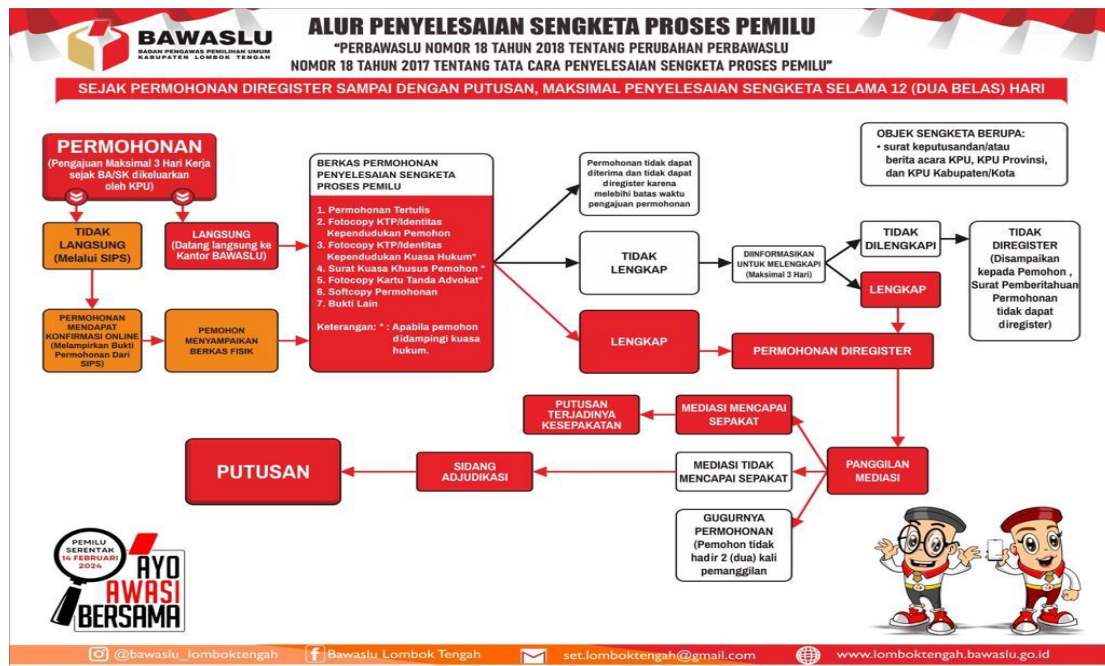 BAWASLU
BADAN PENGAWAS PEMILIHAN UMUM
KABUPATEN LOMBOK TENGAH
ALUR PENYELESAIAN SENGKETA PROSES PEMILU
"PERBAWASLU NOMOR 18 TAHUN 2018 TENTANG PERUBAHAN PERBAWASLU
NOMOR 18 TAHUN 2017 TENTANG TATA CARA PENYELESAIAN SENGKETA PROSES PEMILU"
SEJAK PERMOHONAN DIREGISTER SAMPAI DENGAN PUTUSAN, MAKSIMAL PENYELESAIAN SENGKETA SELAMA 12 (DUA BELAS) HARI
PERMOHONAN
(Pengajuan Maksimal 3 Hari Kerja
sejak BA/SK dikeluarkan
oleh KPU)
TIDAK
LANGSUNG
(Melalui SIPS)
LANGSUNG
(Datang langsung ke
Kantor BAWASLU)
PERMOHONAN
MENDAPAT
KONFIRMASI ONLINE
(Melampirkan Bukti
Permohonan Dari
SIPS)
PEMOHON
MENYAMPAIKAN
BERKAS FISIK
BERKAS PERMOHONAN
PENYELESAIAN SENGKETA
PROSES PEMILU
1. Permohonan Tertulis
2. Fotocopy KTP/Identitas
Kependudukan Pemohon
3. Fotocopy KTP/Identitas
Kependudukan Kuasa Hukum*
4. Surat Kuasa Khusus Pemohon *
5. Fotocopy Kartu Tanda Advokat*
6. Softcopy Permohonan
7. Bukti Lain
Keterangan: * : Apabila pemohon
didampingi kuasa
hukum.
Permohonan tidak dapat
diterima dan tidak dapat
diregister karena
melebihi batas waktu
pengajuan permohonan
TIDAK
LENGKAP
LENGKAP
DIINFORMASIKAN
UNTUK MELENGKAPI
(Maksimal 3 Hari)
OBJEK SENGKETA BERUPA:
• surat keputusandan/atau
berita acara KPU, KPU Provinsi,
dan KPU Kabupaten/Kota
TIDAK
DILENGKAPI
LENGKAP
TIDAK
DIREGISTER
(Disampaikan
kepada Pemohon ,
Surat Pemberitahuan
Permohonan
tidak dapat
diregister)
PERMOHONAN DIREGISTER
PANGGILAN
MEDIASI
MEDIASI MENCAPAI
SEPAKAT
PUTUSAN
TERJADINYA
KESEPAKATAN
MEDIASI TIDAK
MENCAPAI SEPAKAT
SIDANG
ADJUDIKASI
PUTUSAN
GUGURNYA
PERMOHONAN
(Pemohon tidak
hadir 2 (dua) kali
pemanggilan
PEMILU
SERENTAK
14 FEBRUARI
2024
AYO
AWASI
BERSAMA
@bawaslu_lomboktengah
Bawaslu Lombok Tengah
set.lomboktengah@gmail.com
www.lomboktengah.bawaslu.go.id